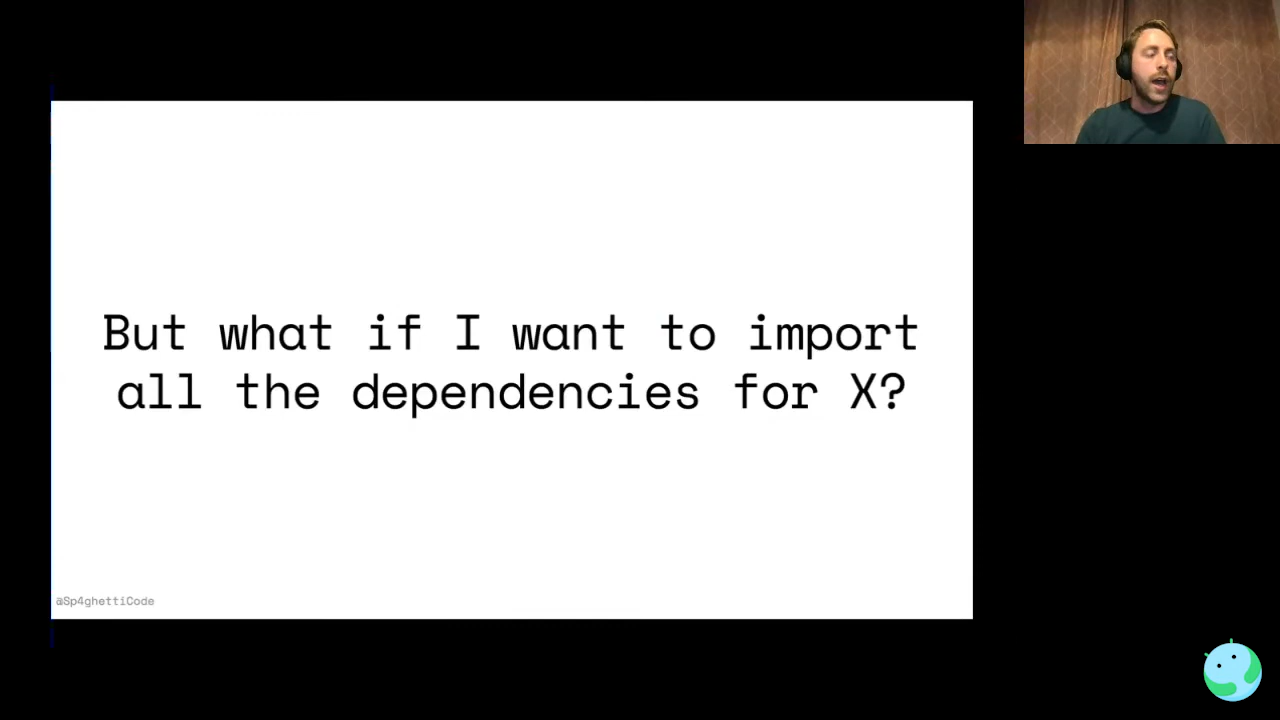 But what if I want to import
all the dependencies for X?
@Sp4ghettiCode